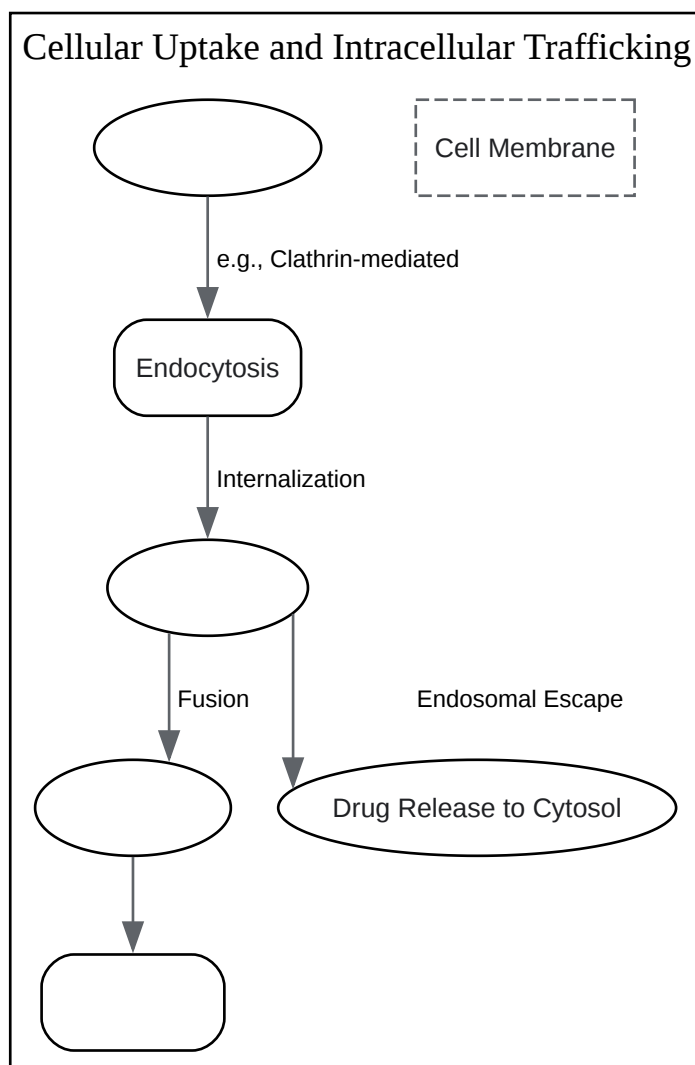 Cellular Uptake and Intracellular Trafficking
Cell Membrane
e.g., Clathrin-mediated
Endocytosis
Internalization
Fusion
Endosomal Escape
Drug Release to Cytosol